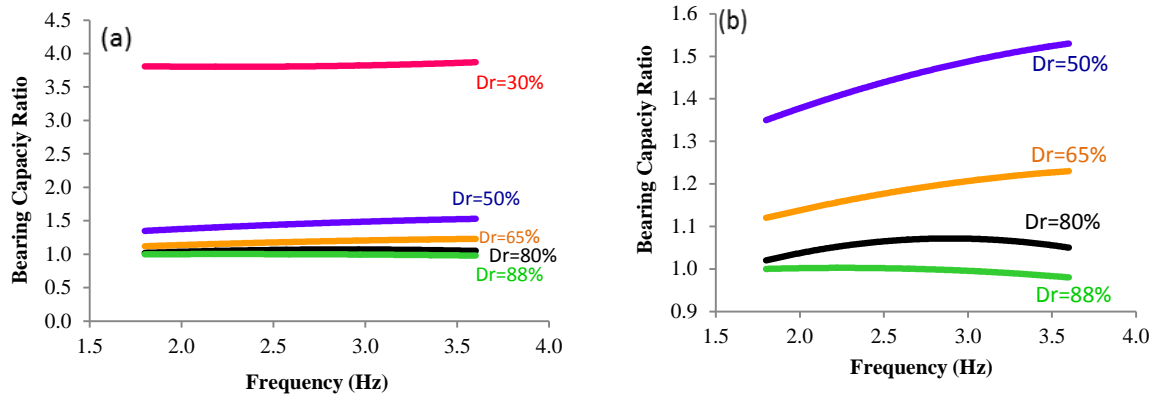 (a)
Bearing Capaciy Ratio
4.5
4.0
3.5
3.0
2.5
2.0
1.5
1.0
0.5
0.0
Dr=30%
Dr=50%
Dr=65%
Dr=80%
Dr=88%
1.5 2.0 2.5 3.0 3.5 4.0
Frequency (Hz)
(b)
Bearing Capaciy Ratio
1.6
1.5
1.4
1.3
1.2
1.1
1.0
0.9
Dr=50%
Dr=65%
Dr=80%
Dr=88%
1.5 2.0 2.5 3.0 3.5 4.0
Frequency (Hz)